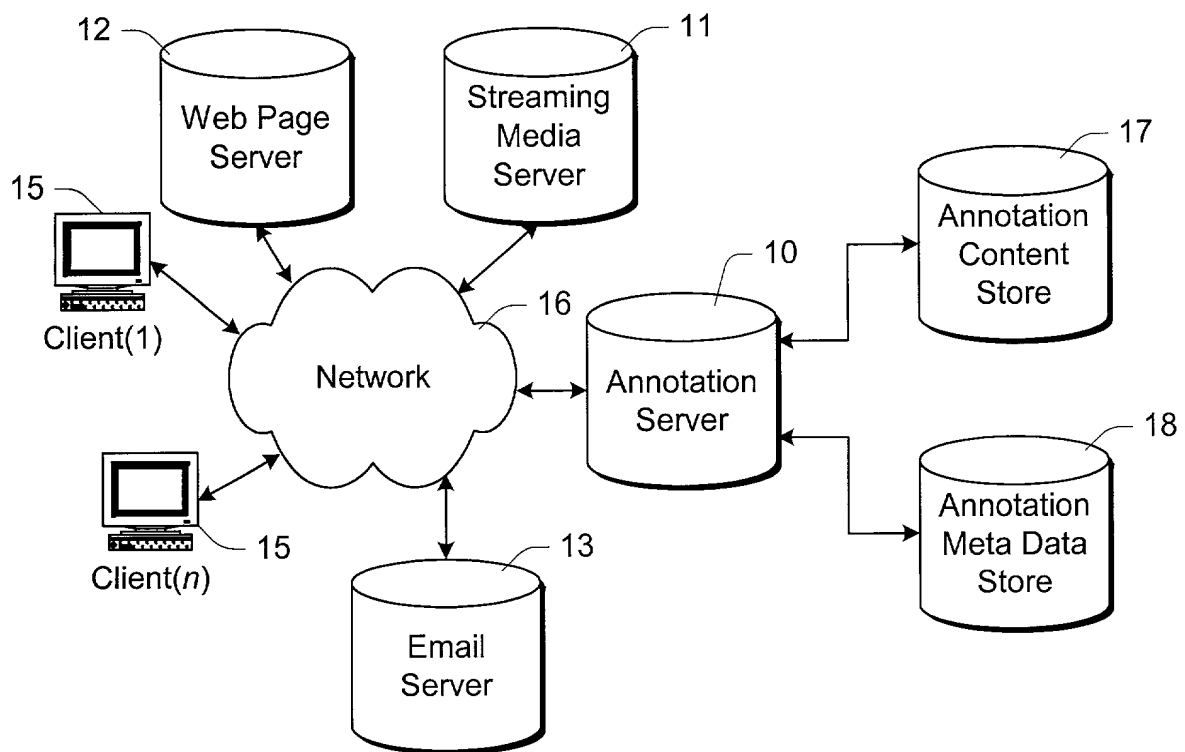 12
Web Page
Server
11
Streaming
Media
Server
15
Client(1)
17
Annotation
Content
Store
10
Annotation
Server
16
Network
18
Annotation
Meta Data
Store
15
Client(n)
13
Email
Server